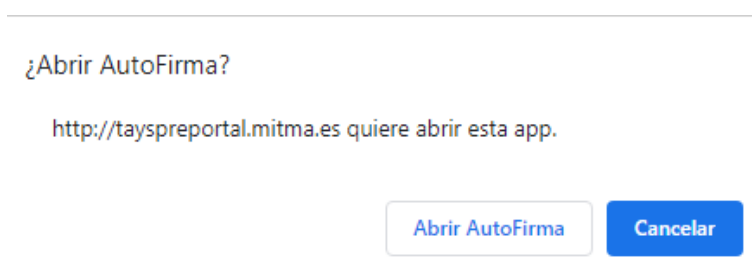 ¿Abrir AutoFirma?
http://tayspreportal.mitma.es quiere abrir esta app.
Abrir AutoFirma
Cancelar